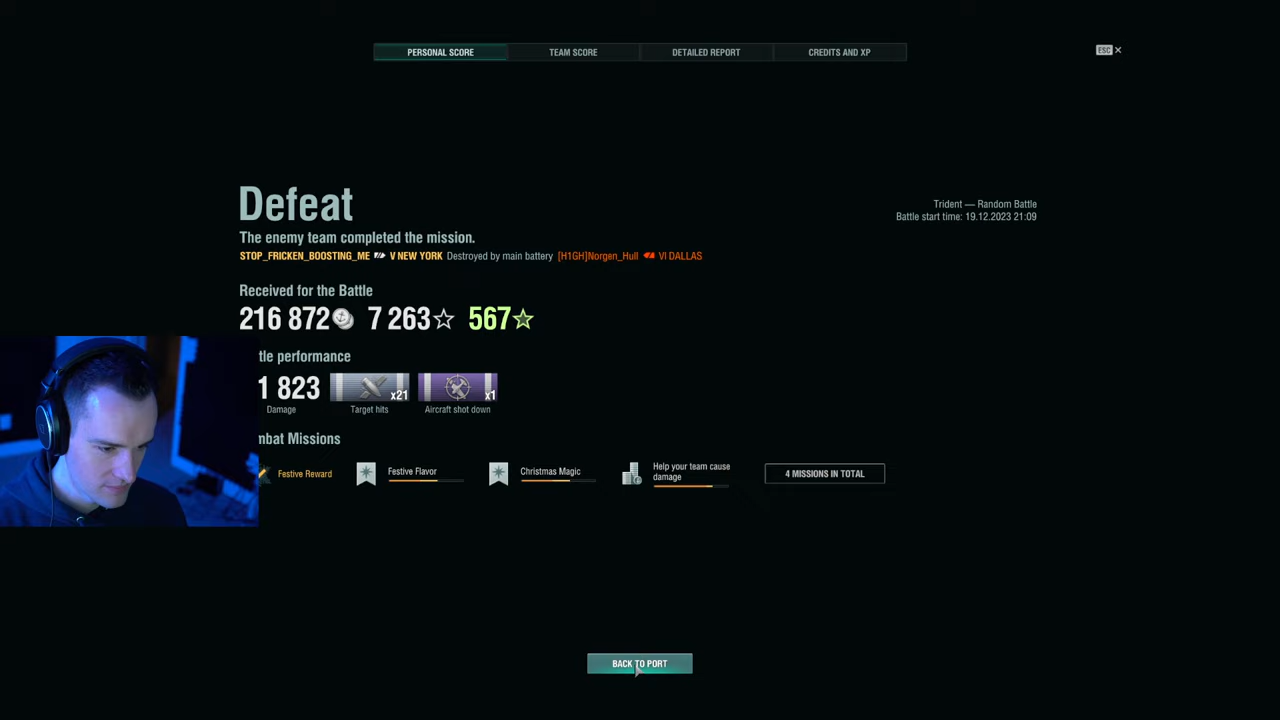 PERSONAL SCORE
TEAM SCORE
DETAILED REPORT
CREDITS AND XP
ESC
Defeat
Trident — Random Battle
Battle start time: 19.12.2023 21:09
The enemy team completed the mission.
STOP_FRICKEN_BOOSTING_ME V NEW YORK Destroyed by main battery [H1GH]Norgen_Hull VI DALLAS
Received for the Battle
216 872 7 263 567
performance
823
x21
x1
Damage
Target hits
Aircraft shot down
Missions
Festive Reward
Festive Flavor
Christmas Magic
Help your team cause
damage
4 MISSIONS IN TOTAL
BACK TO PORT